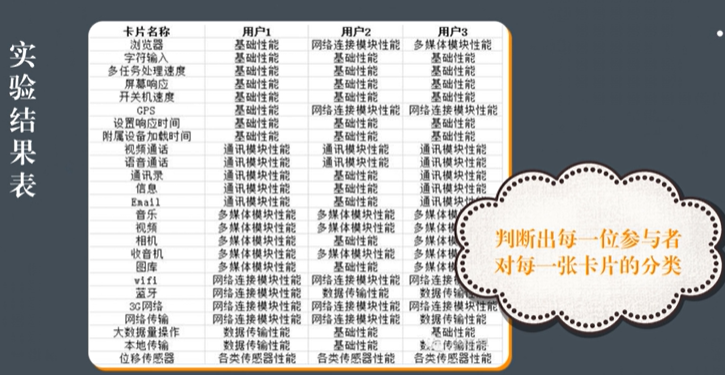 实验结果表
卡片名称 用户1 用户2 用户3
浏览器 基础性能 网络连接模块性能 多媒体模块性能
字符输入 基础性能 基础性能 基础性能
多任务处理速度 基础性能 基础性能 基础性能
屏幕响应 基础性能 基础性能 基础性能
开关机速度 基础性能 基础性能 基础性能
GPS 基础性能 网络连接模块性能 网络连接模块性能
设置响应时间 基础性能 基础性能 基础性能
附属设备加载时间 基础性能 基础性能 基础性能
视频通话 通讯模块性能 通讯模块性能 通讯模块性能
语音通话 通讯模块性能 通讯模块性能 通讯模块性能
通讯录 通讯模块性能 基础性能 通讯模块性能
信息 通讯模块性能 基础性能 通讯模块性能
Email 通讯模块性能 基础性能 通讯模块
音乐 多媒体模块性能 多媒体模块性能 多媒体模
视频 多媒体模块性能 多媒体模块性能 多媒体模
相机 多媒体模块性能 基础性能 多媒体模
收音机 多媒体模块性能 多媒体模块性能 多媒体模
图库 多媒体模块性能 基础性能 多媒体模
wifi 网络连接模块性能 网络连接模块性能 网络连接模
蓝牙 网络连接模块性能 数据传输性能 数据传输
3G网络 网络连接模块性能 网络连接模块性能 网络连接模块性能
网络传输 网络连接模块性能 网络连接模块性能 数据传输性能
大数据量操作 数据传输性能 基础性能 基础性能
本地传输 数据传输性能 基础性能 数据传输性能
位移传感器 各类传感器性能 各类传感器性能 各类传感器性能
判断出每一位参与者
对每一张卡片的分类